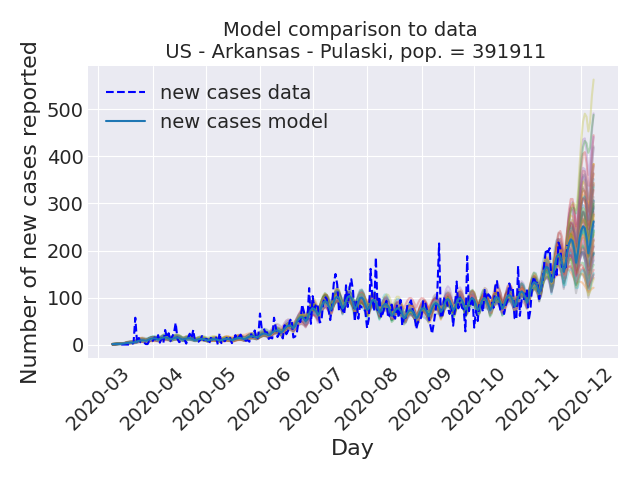 Model comparison to data
US - Arkansas - Pulaski, pop. = 391911
Number of new cases reported
500
400
300
200
100
0
new cases data
new cases model
2020-03
2020-04
2020-05
2020-06
2020-07
2020-08
2020-09
2020-10
2020-11
2020-12
Day